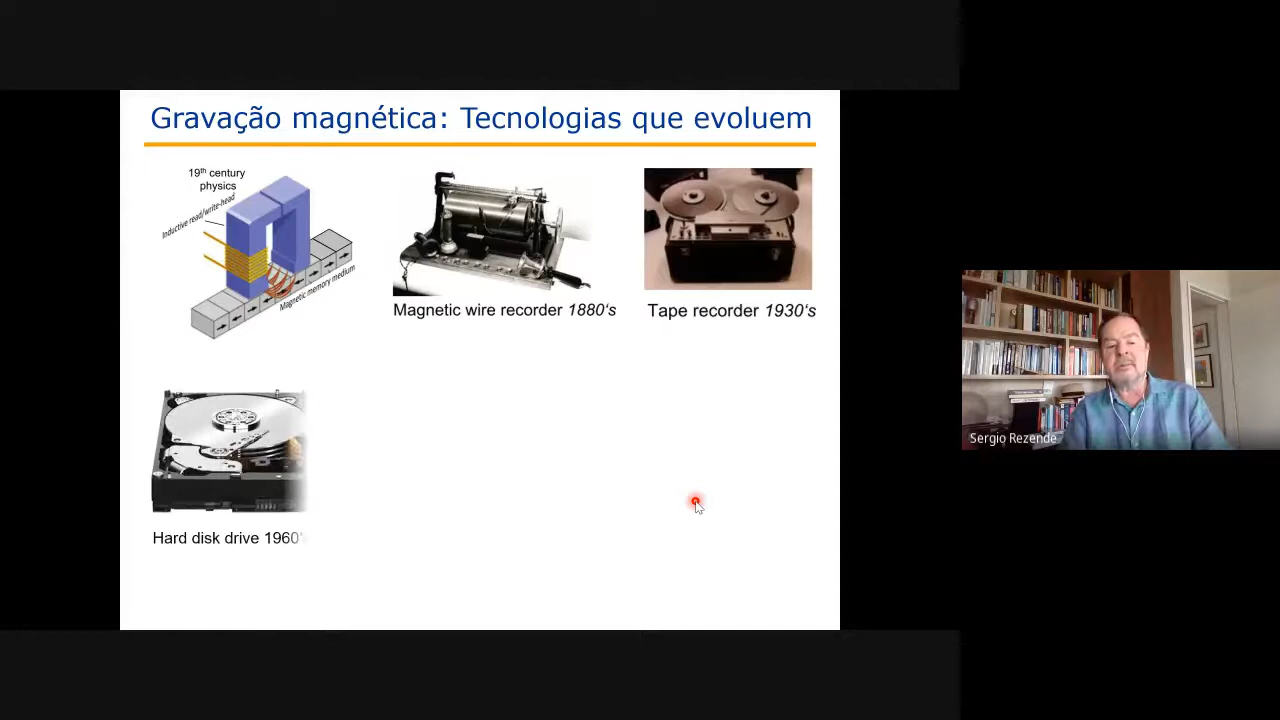 Gravação magnética: Tecnologias que evoluem
19th century
physics
Inductive read/write-head
Magnetic memory medium
Magnetic wire recorder 1880‘s
Tape recorder 1930‘s
Hard disk drive 1960‘
Sergio Rezende